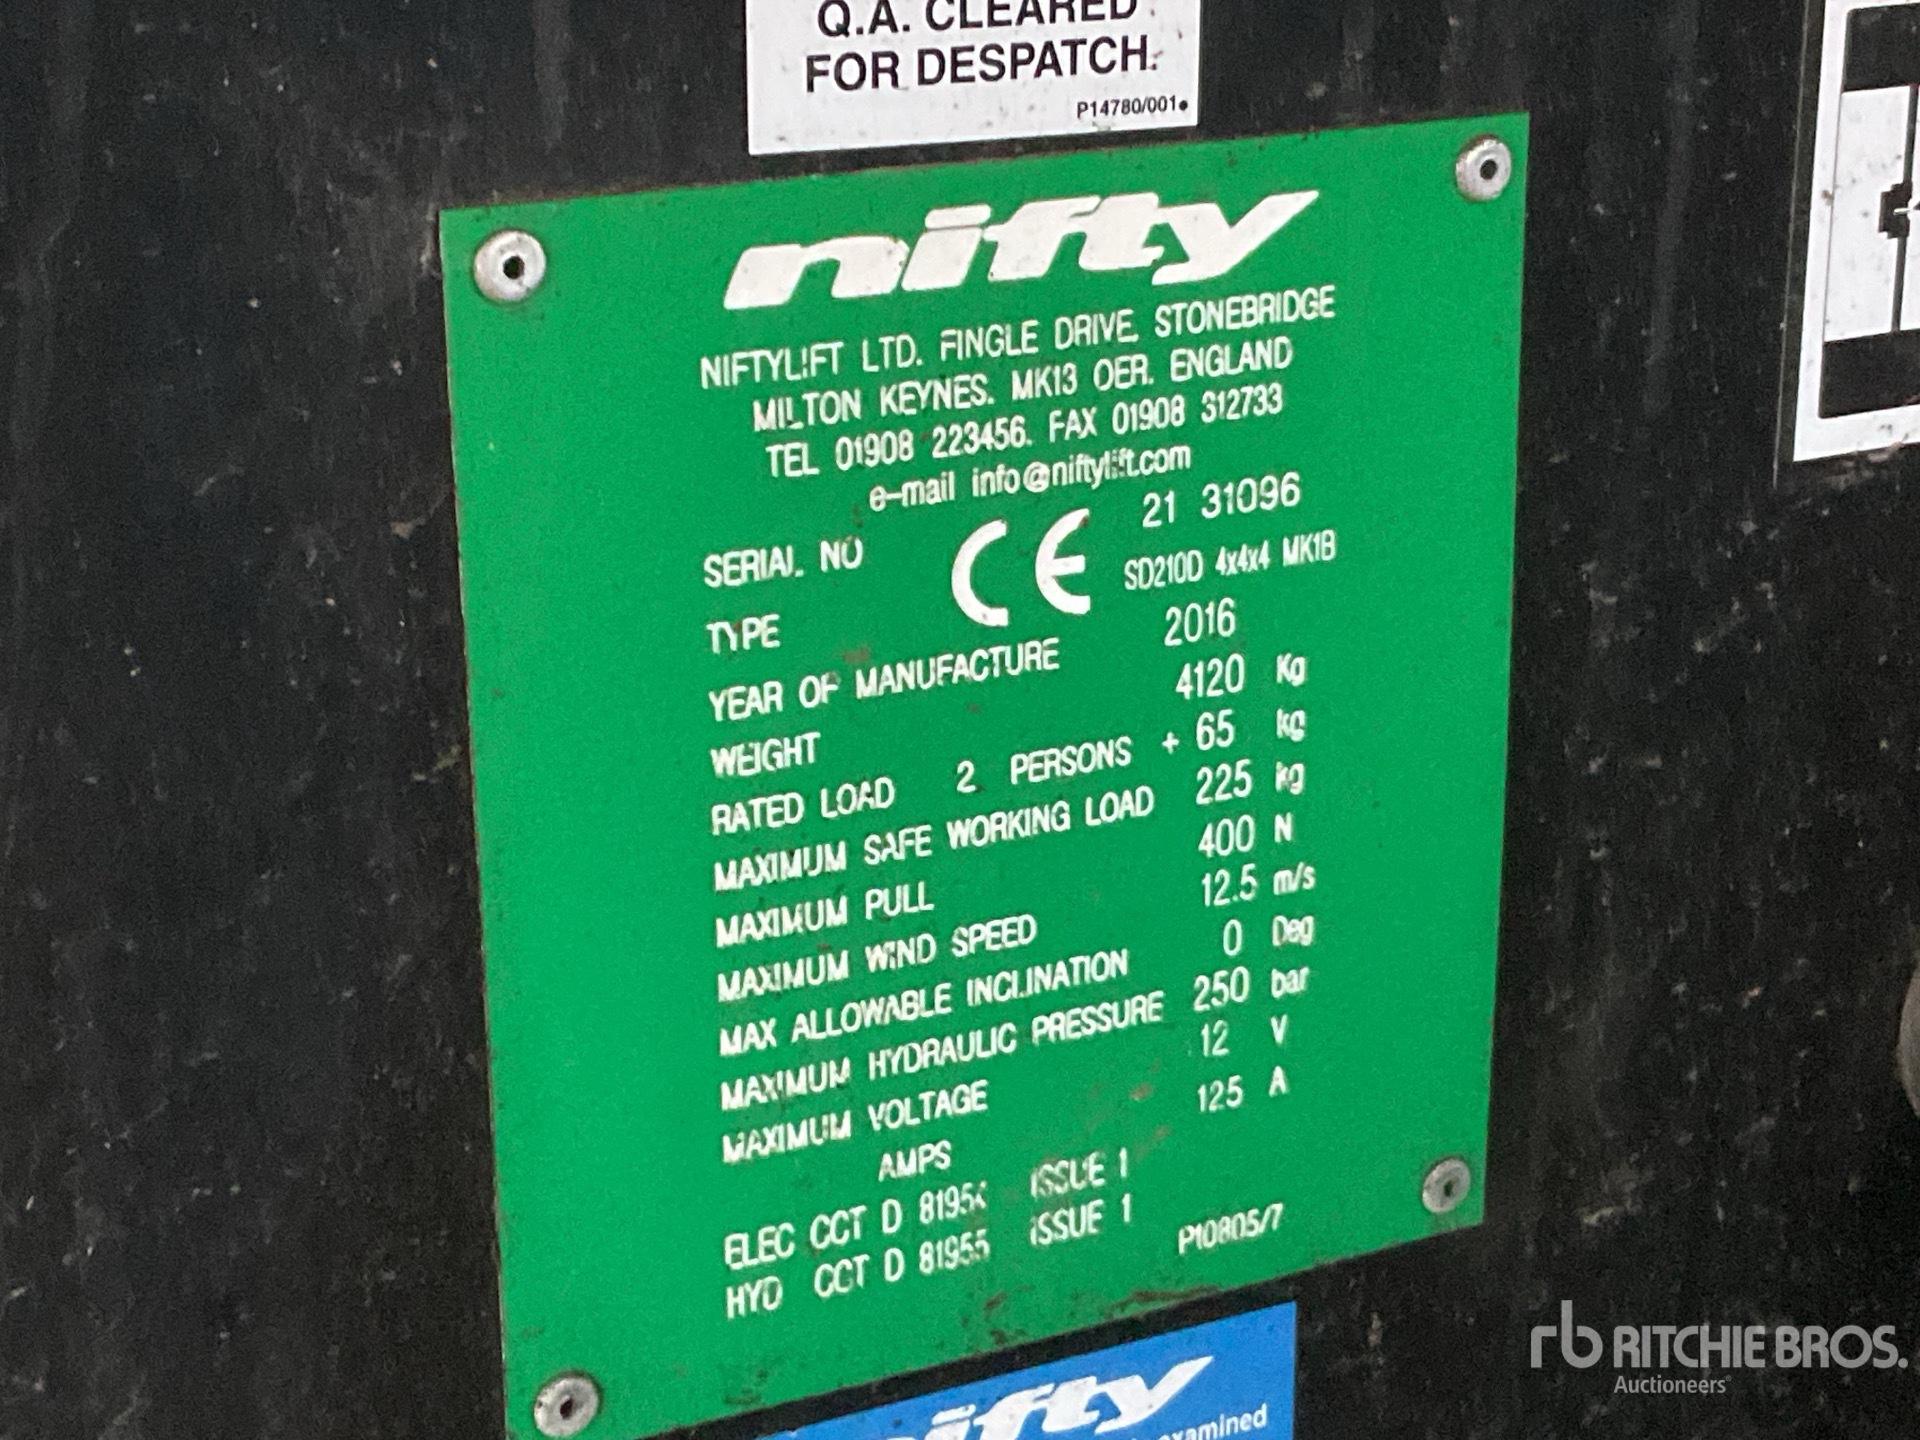 Q.A. CLEARED
FOR DESPATCH.
P14780/001
nifty
NIFTYLIFT LTD. FINGLE DRIVE. STONEBRIDGE
MILTON KEYNES. MK13 OER. ENGLAND
TEL 01908 223456. FAX 01908 312733
e-mail info@niftylift.com
SERIAL NO CE 21 31096
TYPE SD210D 4x4x4 MK1B
YEAR OF MANUFACTURE 2016
WEIGHT 4120 Kg
RATED LOAD 2 PERSONS + 65 kg
MAXIMUM SAFE WORKING LOAD 225 kg
MAXIMUM PULL 400 N
MAXIMUM WIND SPEED 12.5 m/s
MAX ALLOWABLE INCLINATION 0 Deg
MAXIMUM HYDRAULIC PRESSURE 250 bar
MAXIMUM VOLTAGE 12 V
AMPS 125 A
ELEC CCT D 81954 ISSUE 1
HYD CCT D 81955 ISSUE 1
P10805/7
nifty
examined
rb RITCHIE BROS.
Auctioneers